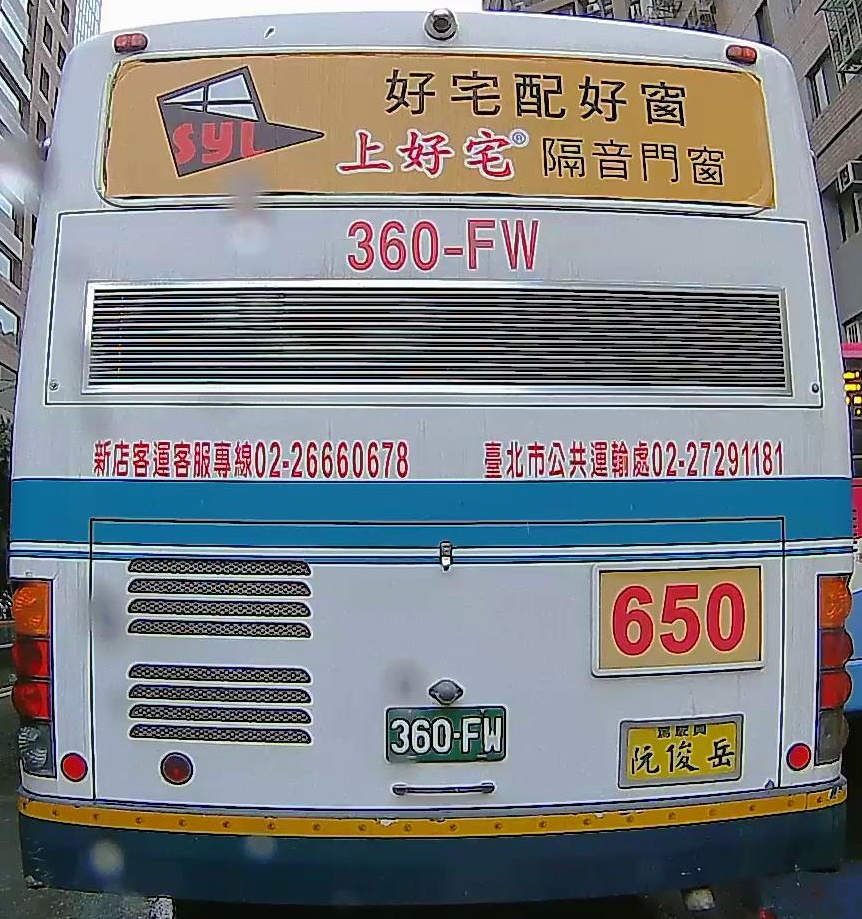 好宅配好窗
SYL
上好宅® 隔音門窗
360-FW
新店客運客服專線02-26660678
臺北市公共運輸處02-27291181
650
360-FW
駕駛員
阮俊岳